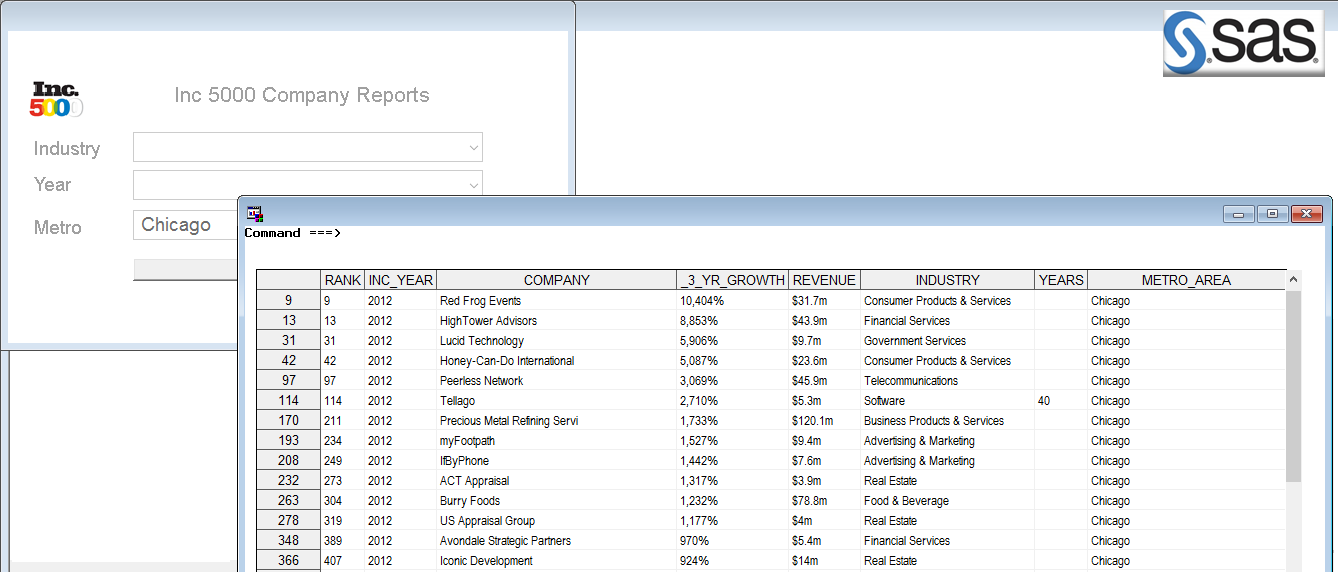 sas
Inc.
5000
Inc 5000 Company Reports
Industry
Year
Metro
Chicago
Command ===>
RANK INC_YEAR COMPANY _3_YR_GROWTH REVENUE INDUSTRY YEARS METRO_AREA
9 9 2012 Red Frog Events 10,404% $31.7m Consumer Products & Services Chicago
13 13 2012 HighTower Advisors 8,853% $43.9m Financial Services Chicago
31 31 2012 Lucid Technology 5,906% $9.7m Government Services Chicago
42 42 2012 Honey-Can-Do International 5,087% $23.6m Consumer Products & Services Chicago
97 97 2012 Peerless Network 3,069% $45.9m Telecommunications Chicago
114 114 2012 Tellago 2,710% $5.3m Software 40 Chicago
170 211 2012 Precious Metal Refining Servi 1,733% $120.1m Business Products & Services Chicago
193 234 2012 myFootpath 1,527% $9.4m Advertising & Marketing Chicago
208 249 2012 IfByPhone 1,442% $7.6m Advertising & Marketing Chicago
232 273 2012 ACT Appraisal 1,317% $3.9m Real Estate Chicago
263 304 2012 Burry Foods 1,232% $78.8m Food & Beverage Chicago
278 319 2012 US Appraisal Group 1,177% $4m Real Estate Chicago
348 389 2012 Avondale Strategic Partners 970% $5.4m Financial Services Chicago
366 407 2012 Iconic Development 924% $14m Real Estate Chicago